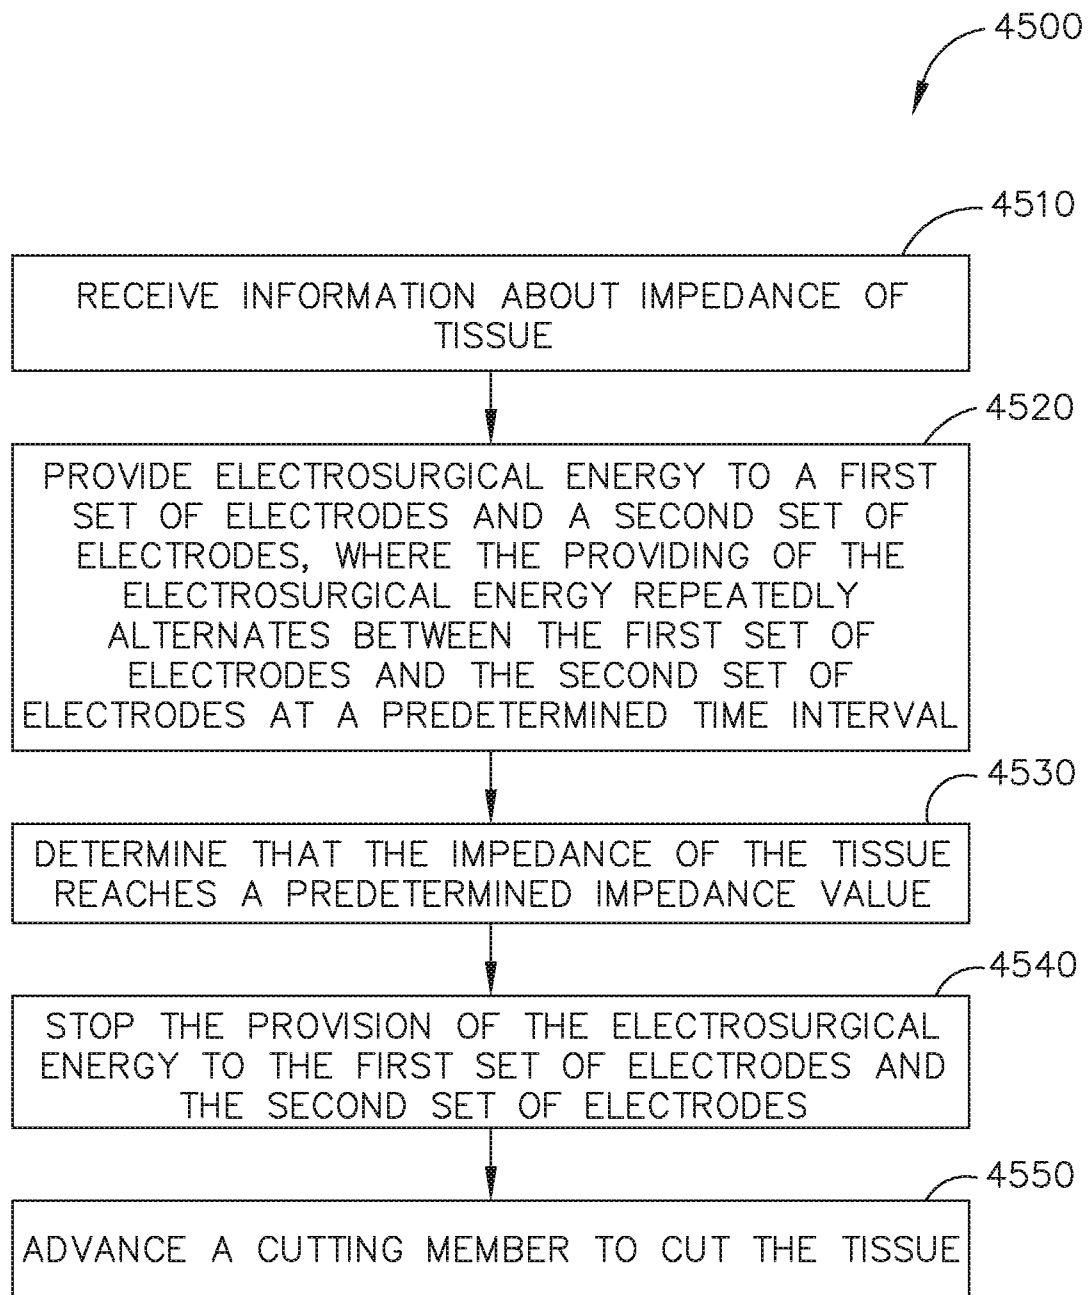 4500
4510
RECEIVE INFORMATION ABOUT IMPEDANCE OF
TISSUE
4520
PROVIDE ELECTROSURGICAL ENERGY TO A FIRST
SET OF ELECTRODES AND A SECOND SET OF
ELECTRODES, WHERE THE PROVIDING OF THE
ELECTROSURGICAL ENERGY REPEATEDLY
ALTERNATES BETWEEN THE FIRST SET OF
ELECTRODES AND THE SECOND SET OF
ELECTRODES AT A PREDETERMINED TIME INTERVAL
4530
DETERMINE THAT THE IMPEDANCE OF THE TISSUE
REACHES A PREDETERMINED IMPEDANCE VALUE
4540
STOP THE PROVISION OF THE ELECTROSURGICAL
ENERGY TO THE FIRST SET OF ELECTRODES AND
THE SECOND SET OF ELECTRODES
4550
ADVANCE A CUTTING MEMBER TO CUT THE TISSUE